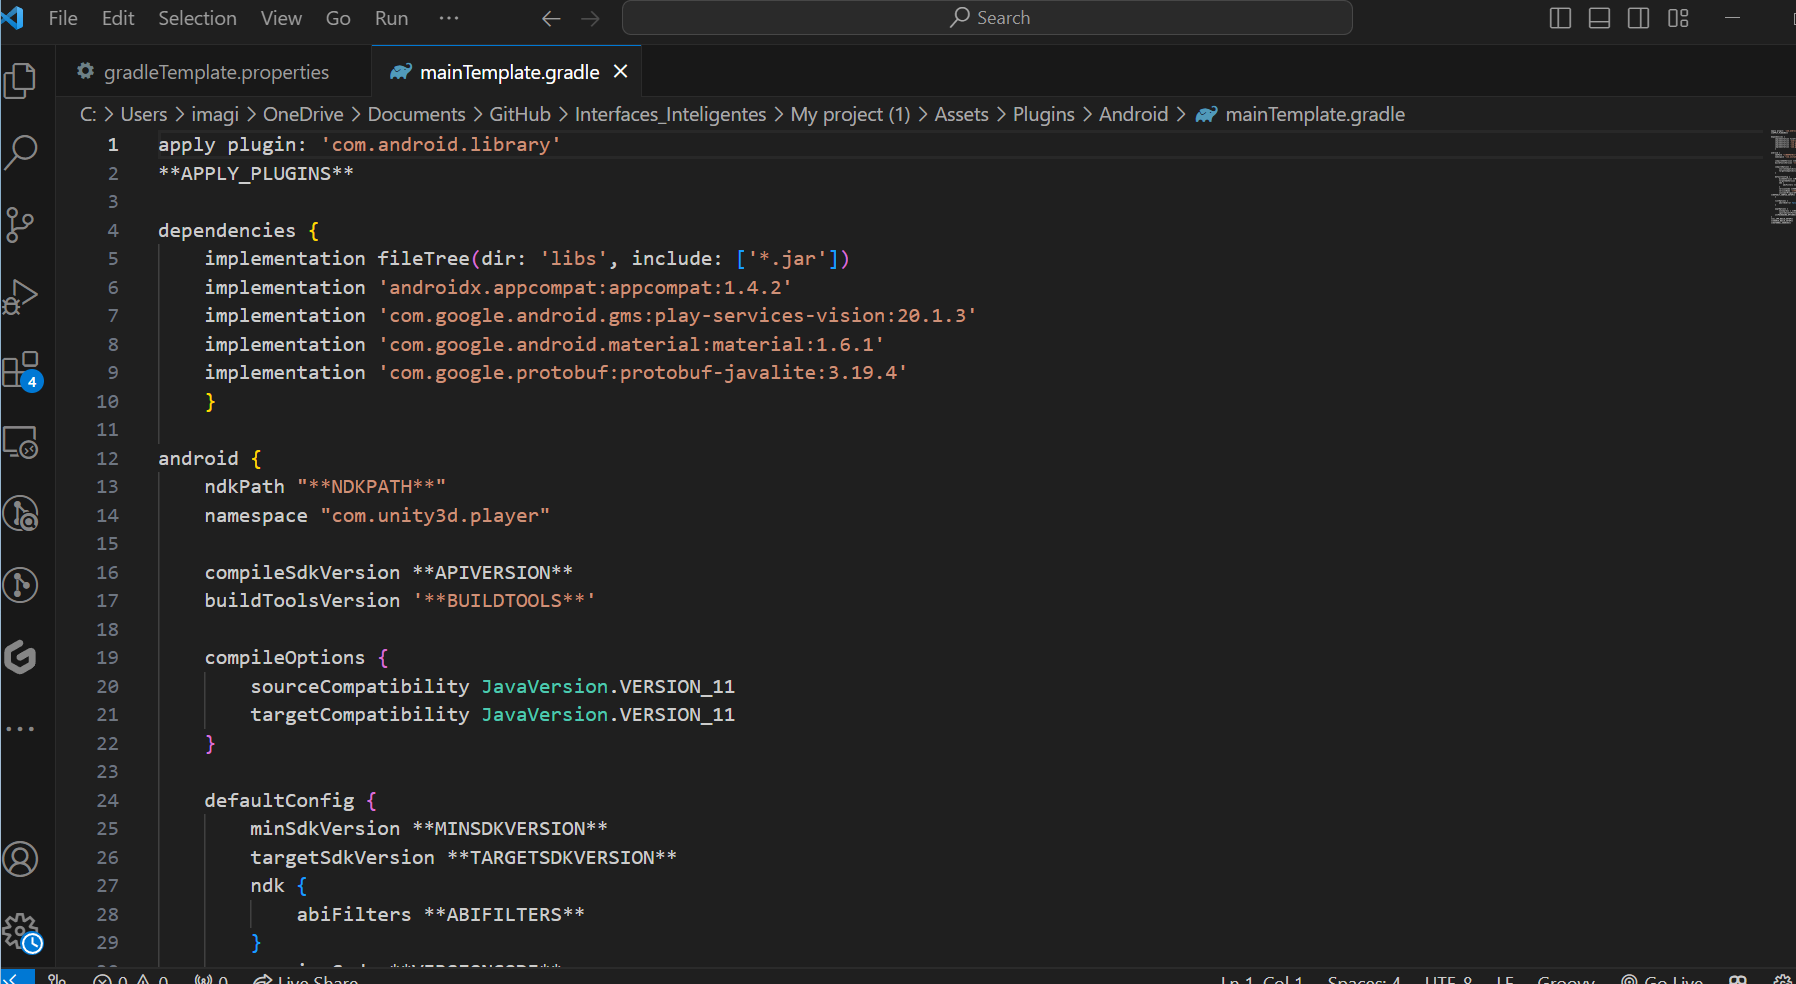 File Edit Selection View Go Run ··· Search
gradleTemplate.properties mainTemplate.gradle
C: > Users > imagi > OneDrive > Documents > GitHub > Interfaces_Inteligentes > My project (1) > Assets > Plugins > Android > mainTemplate.gradle
1 apply plugin: 'com.android.library'
2 **APPLY_PLUGINS**
3
4 dependencies {
5 implementation fileTree(dir: 'libs', include: ['*.jar'])
6 implementation 'androidx.appcompat:appcompat:1.4.2'
7 implementation 'com.google.android.gms:play-services-vision:20.1.3'
8 implementation 'com.google.android.material:material:1.6.1'
9 implementation 'com.google.protobuf:protobuf-javalite:3.19.4'
10 }
11
12 android {
13 ndkPath "**NDKPATH**"
14 namespace "com.unity3d.player"
15
16 compileSdkVersion **APIVERSION**
17 buildToolsVersion '**BUILDTOOLS**'
18
19 compileOptions {
20 sourceCompatibility JavaVersion.VERSION_11
21 targetCompatibility JavaVersion.VERSION_11
22 }
23
24 defaultConfig {
25 minSdkVersion **MINSDKVERSION**
26 targetSdkVersion **TARGETSDKVERSION**
27 ndk {
28 abiFilters **ABIFILTERS**
29 }
4
0 0 0 Live Share Ln 1, Col 1 Spaces: 4 UTF-8 LF Groovy Go Live